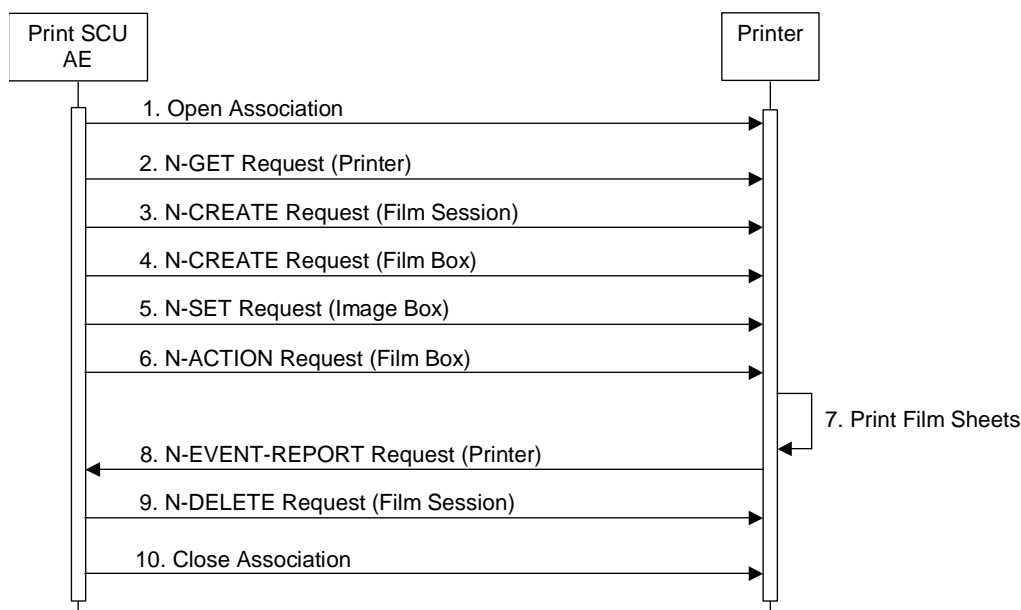 Print SCU
AE
Printer
1. Open Association
2. N-GET Request (Printer)
3. N-CREATE Request (Film Session)
4. N-CREATE Request (Film Box)
5. N-SET Request (Image Box)
6. N-ACTION Request (Film Box)
7. Print Film Sheets
8. N-EVENT-REPORT Request (Printer)
9. N-DELETE Request (Film Session)
10. Close Association